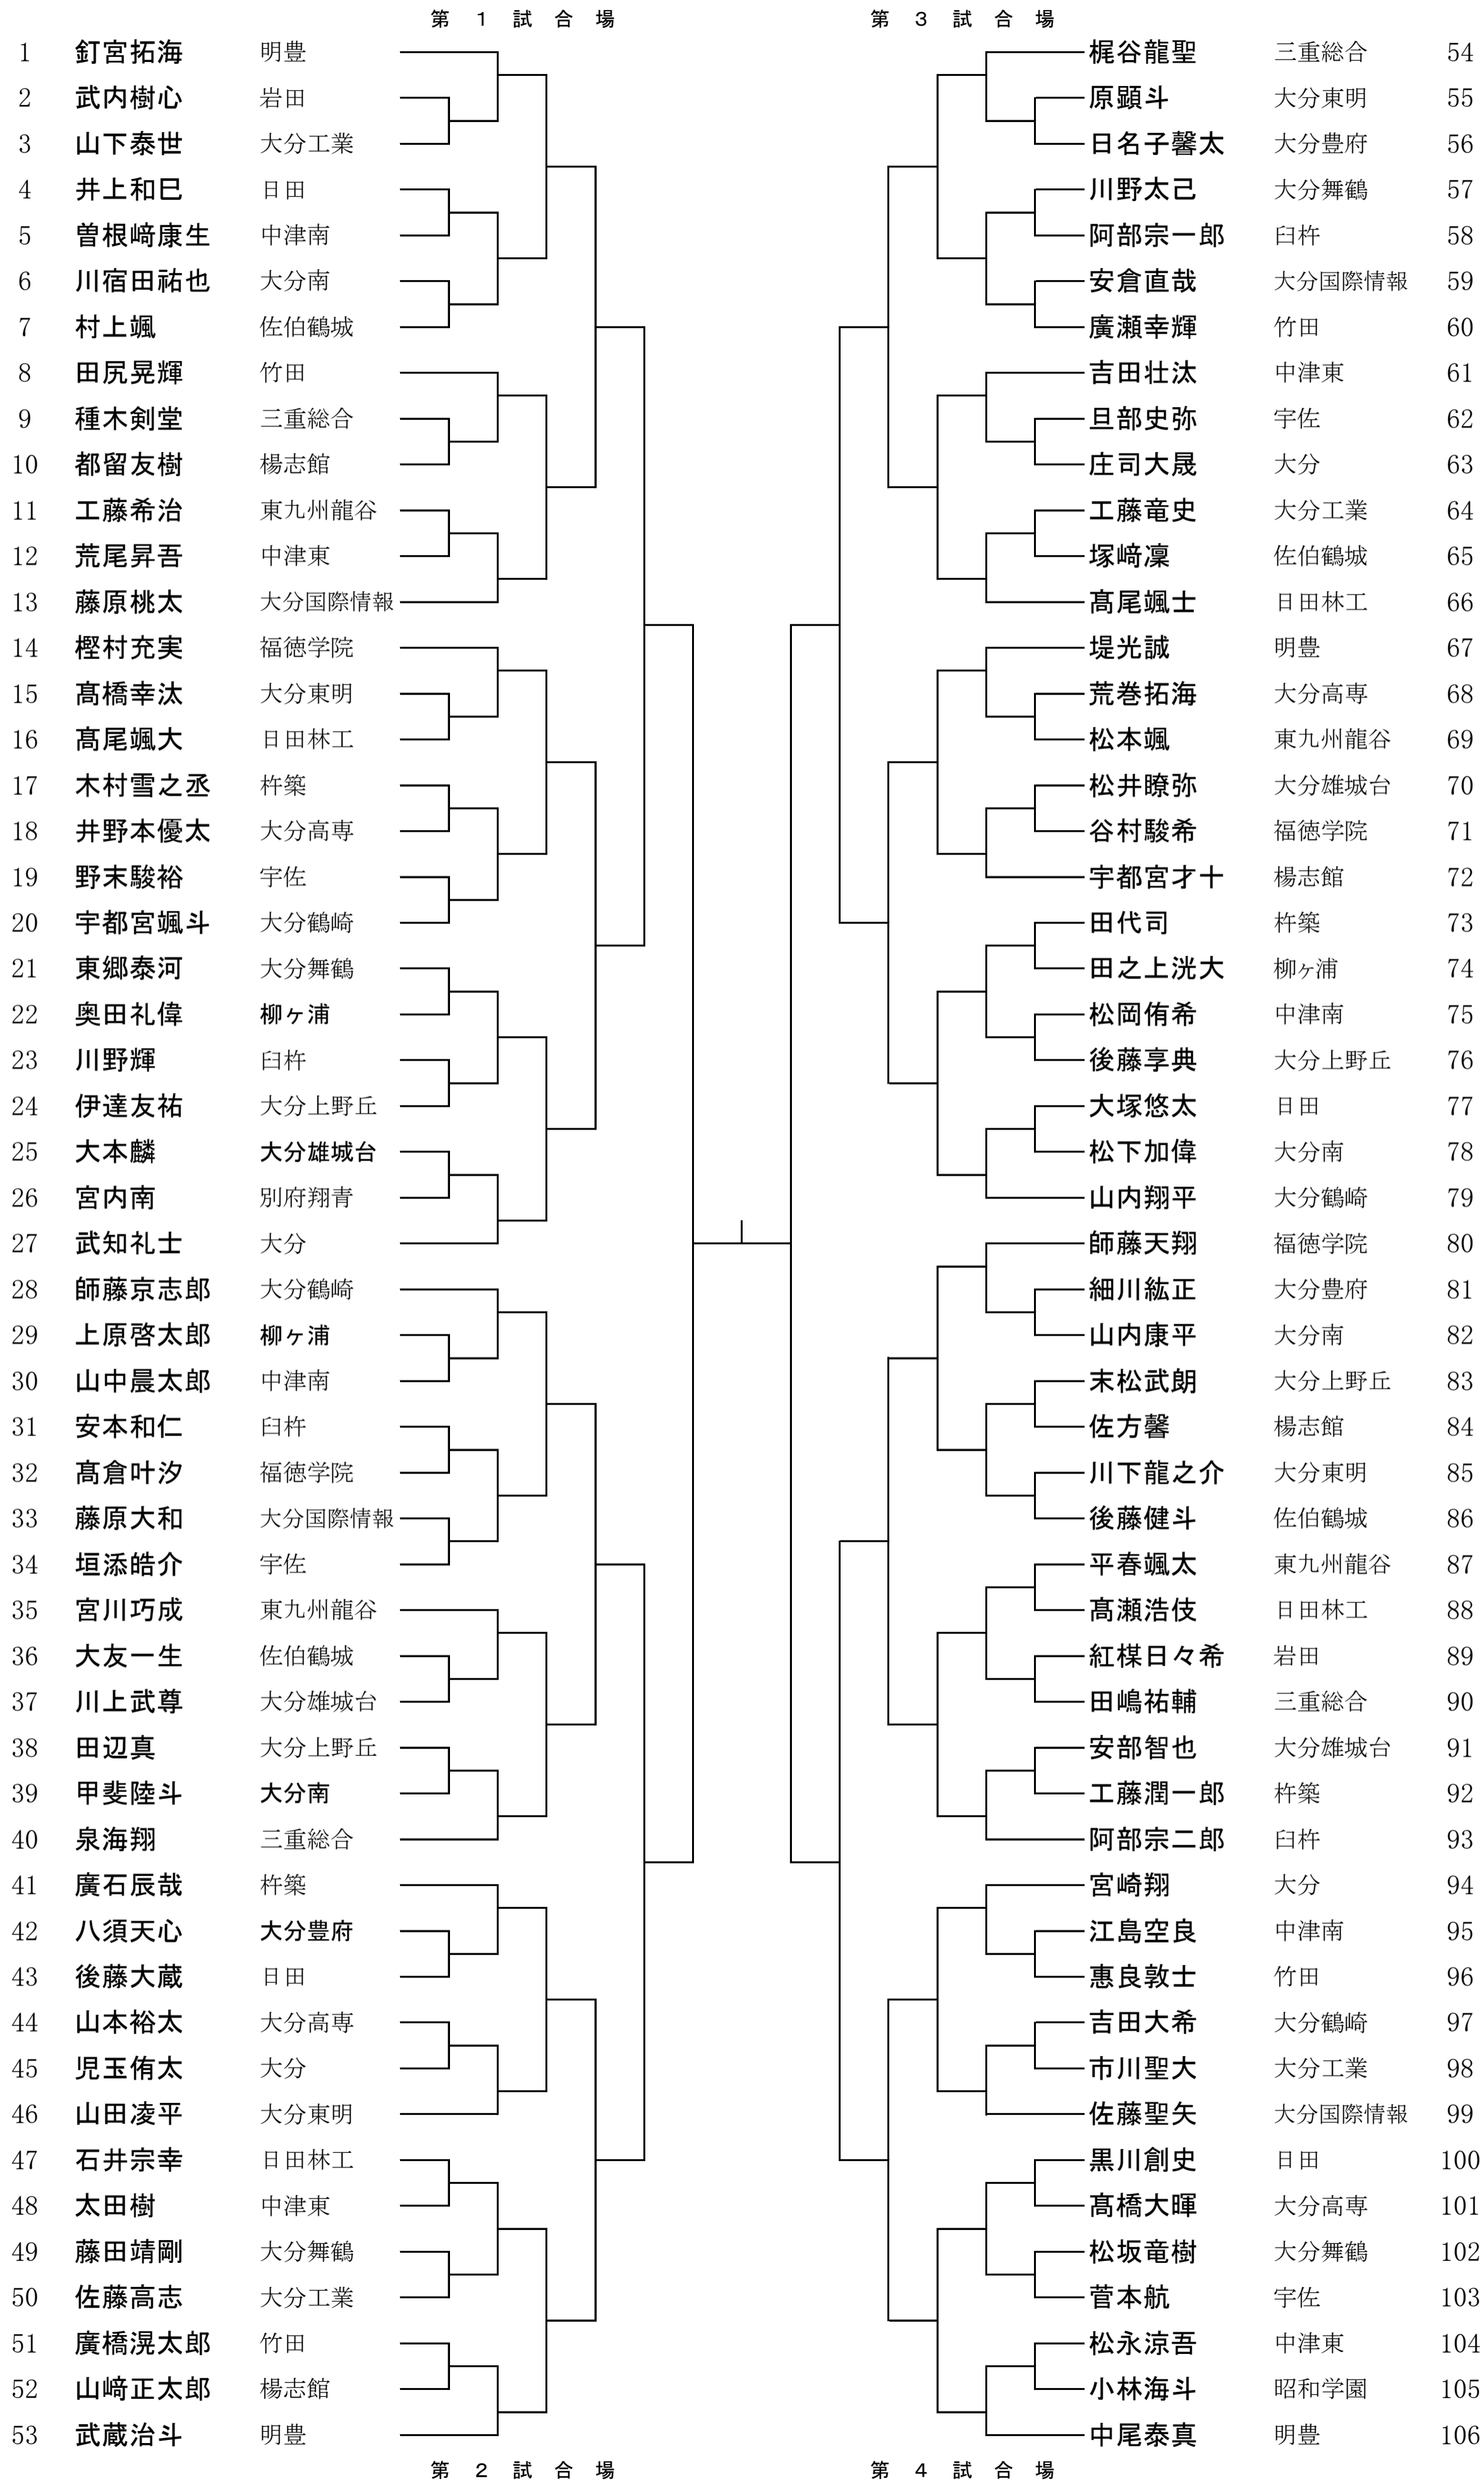 第 1 試 合 場
1 釘宮拓海 明豊
2 武内樹心 岩田
3 山下泰世 大分工業
4 井上和巳 日田
5 曽根﨑康生 中津南
6 川宿田祐也 大分南
7 村上颯 佐伯鶴城
8 田尻晃輝 竹田
9 種木剣堂 三重総合
10 都留友樹 楊志館
11 工藤希治 東九州龍谷
12 荒尾昇吾 中津東
13 藤原桃太 大分国際情報
14 樫村充実 福徳学院
15 髙橋幸汰 大分東明
16 髙尾颯大 日田林工
17 木村雪之丞 杵築
18 井野本優太 大分高専
19 野末駿裕 宇佐
20 宇都宮颯斗 大分鶴崎
21 東郷泰河 大分舞鶴
22 奥田礼偉 柳ヶ浦
23 川野輝 臼杵
24 伊達友祐 大分上野丘
25 大本麟 大分雄城台
26 宮内南 別府翔青
27 武知礼士 大分
28 師藤京志郎 大分鶴崎
29 上原啓太郎 柳ヶ浦
30 山中晨太郎 中津南
31 安本和仁 臼杵
32 髙倉叶汐 福徳学院
33 藤原大和 大分国際情報
34 垣添皓介 宇佐
35 宮川巧成 東九州龍谷
36 大友一生 佐伯鶴城
37 川上武尊 大分雄城台
38 田辺真 大分上野丘
39 甲斐陸斗 大分南
40 泉海翔 三重総合
41 廣石辰哉 杵築
42 八須天心 大分豊府
43 後藤大蔵 日田
44 山本裕太 大分高専
45 児玉侑太 大分
46 山田凌平 大分東明
47 石井宗幸 日田林工
48 太田樹 中津東
49 藤田靖剛 大分舞鶴
50 佐藤高志 大分工業
51 廣橋滉太郎 竹田
52 山﨑正太郎 楊志館
53 武蔵治斗 明豊
第 2 試 合 場
第 3 試 合 場
梶谷龍聖 三重総合 54
原顕斗 大分東明 55
日名子馨太 大分豊府 56
川野太己 大分舞鶴 57
阿部宗一郎 臼杵 58
安倉直哉 大分国際情報 59
廣瀬幸輝 竹田 60
吉田壮汰 中津東 61
旦部史弥 宇佐 62
庄司大晟 大分 63
工藤竜史 大分工業 64
塚﨑凜 佐伯鶴城 65
髙尾颯士 日田林工 66
堤光誠 明豊 67
荒巻拓海 大分高専 68
松本颯 東九州龍谷 69
松井瞭弥 大分雄城台 70
谷村駿希 福徳学院 71
宇都宮才十 楊志館 72
田代司 杵築 73
田之上洸大 柳ヶ浦 74
松岡侑希 中津南 75
後藤享典 大分上野丘 76
大塚悠太 日田 77
松下加偉 大分南 78
山内翔平 大分鶴崎 79
師藤天翔 福徳学院 80
細川紘正 大分豊府 81
山内康平 大分南 82
末松武朗 大分上野丘 83
佐方馨 楊志館 84
川下龍之介 大分東明 85
後藤健斗 佐伯鶴城 86
平春颯太 東九州龍谷 87
髙瀬浩伎 日田林工 88
紅楳日々希 岩田 89
田嶋祐輔 三重総合 90
安部智也 大分雄城台 91
工藤潤一郎 杵築 92
阿部宗二郎 臼杵 93
宮崎翔 大分 94
江島空良 中津南 95
惠良敦士 竹田 96
吉田大希 大分鶴崎 97
市川聖大 大分工業 98
佐藤聖矢 大分国際情報 99
黒川創史 日田 100
髙橋大暉 大分高専 101
松坂竜樹 大分舞鶴 102
菅本航 宇佐 103
松永涼吾 中津東 104
小林海斗 昭和学園 105
中尾泰真 明豊 106
第 4 試 合 場